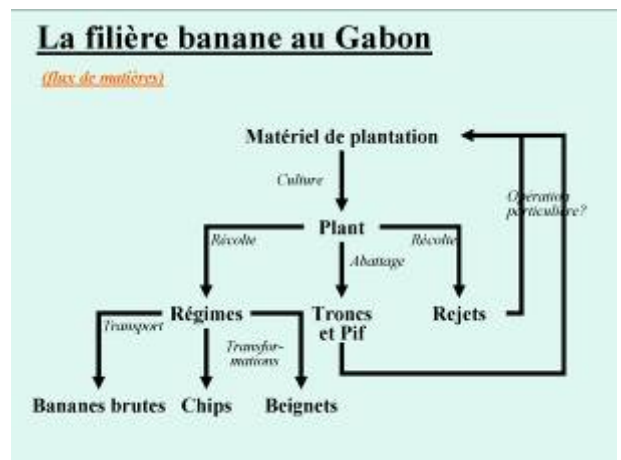 La filière banane au Gabon
(flux de matières)
Matériel de plantation
Culture
Opération
particulière?
Plant
Récolte
Récolte
Abattage
Régimes
Troncs
et Pif
Rejets
Transport
Transfor-
mations
Bananes brutes
Chips
Beignets